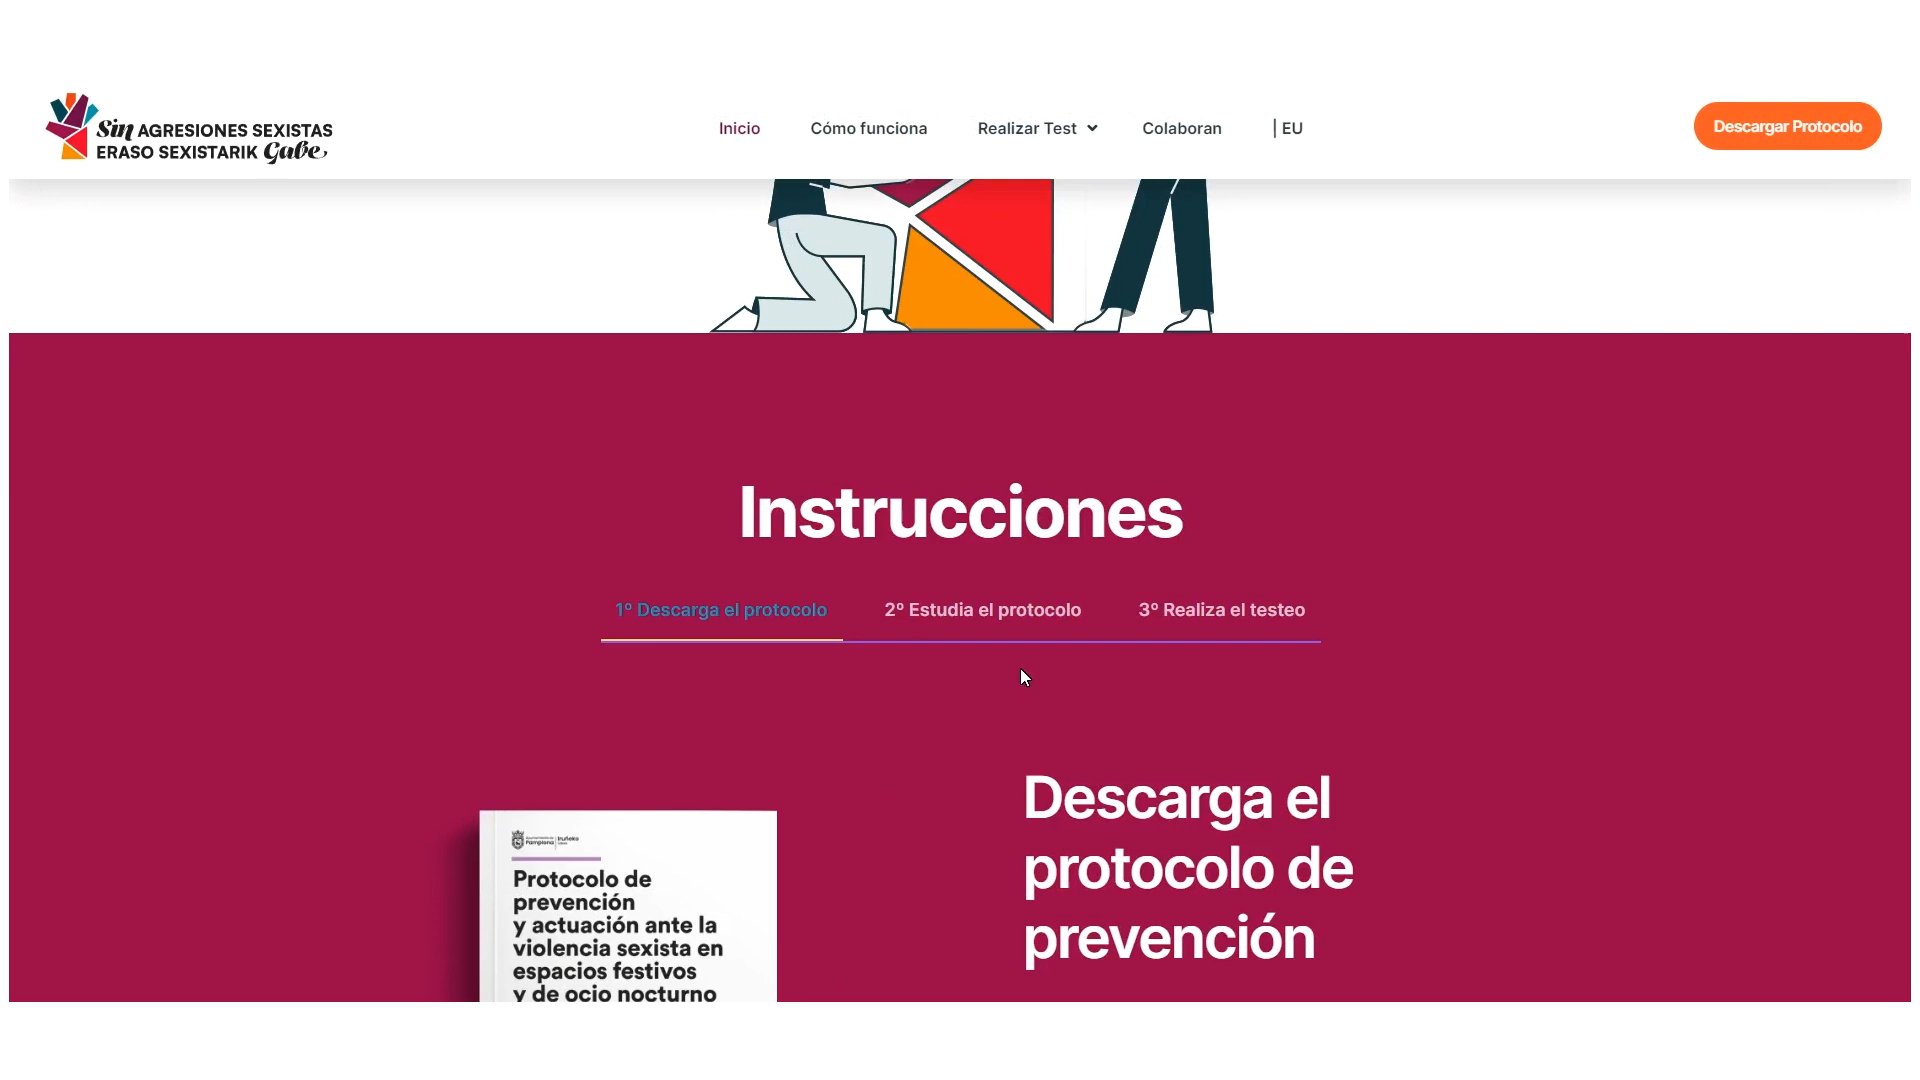 Sin AGRESIONES SEXISTAS
ERASO SEXISTARIK Gabe
Inicio
Cómo funciona
Realizar Test
Colaboran
| EU
Descargar Protocolo
Instrucciones
1º Descarga el protocolo
2º Estudia el protocolo
3º Realiza el testeo
Pamplona
Iruñeko
Protocolo de
prevención
y actuación ante la
violencia sexista en
espacios festivos
y de ocio nocturno
Descarga el
protocolo de
prevención